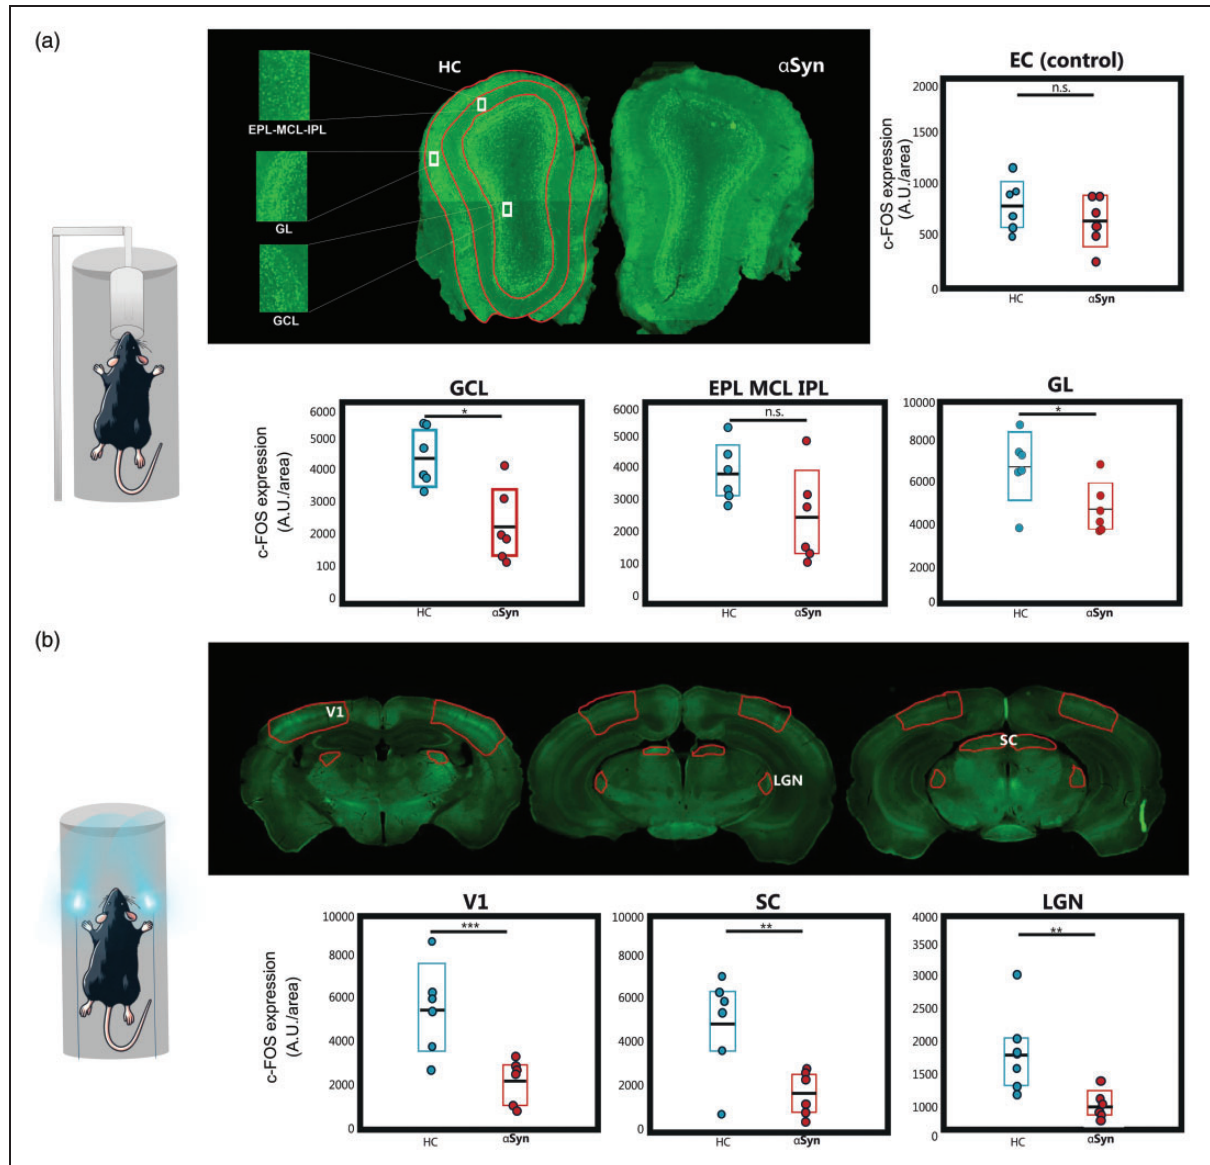 (a)
HC
αSyn
EPL-MCL-IPL
GL
GCL
EC (control)
n.s.
c-FOS expression
(A.U./area)
2000
1500
1000
500
0
HC
αSyn
GCL
*
c-FOS expression
(A.U./area)
6000
5000
4000
3000
2000
100
0
HC
αSyn
EPL MCL IPL
n.s.
6000
5000
4000
3000
2000
100
0
HC
αSyn
GL
*
10000
8000
6000
4000
2000
0
HC
αSyn
(b)
V1
LGN
SC
V1
***
c-FOS expression
(A.U./area)
10000
8000
6000
4000
2000
0
HC
αSyn
SC
**
10000
8000
6000
4000
2000
0
HC
αSyn
LGN
**
4000
3500
3000
2000
1500
1000
0
HC
αSyn